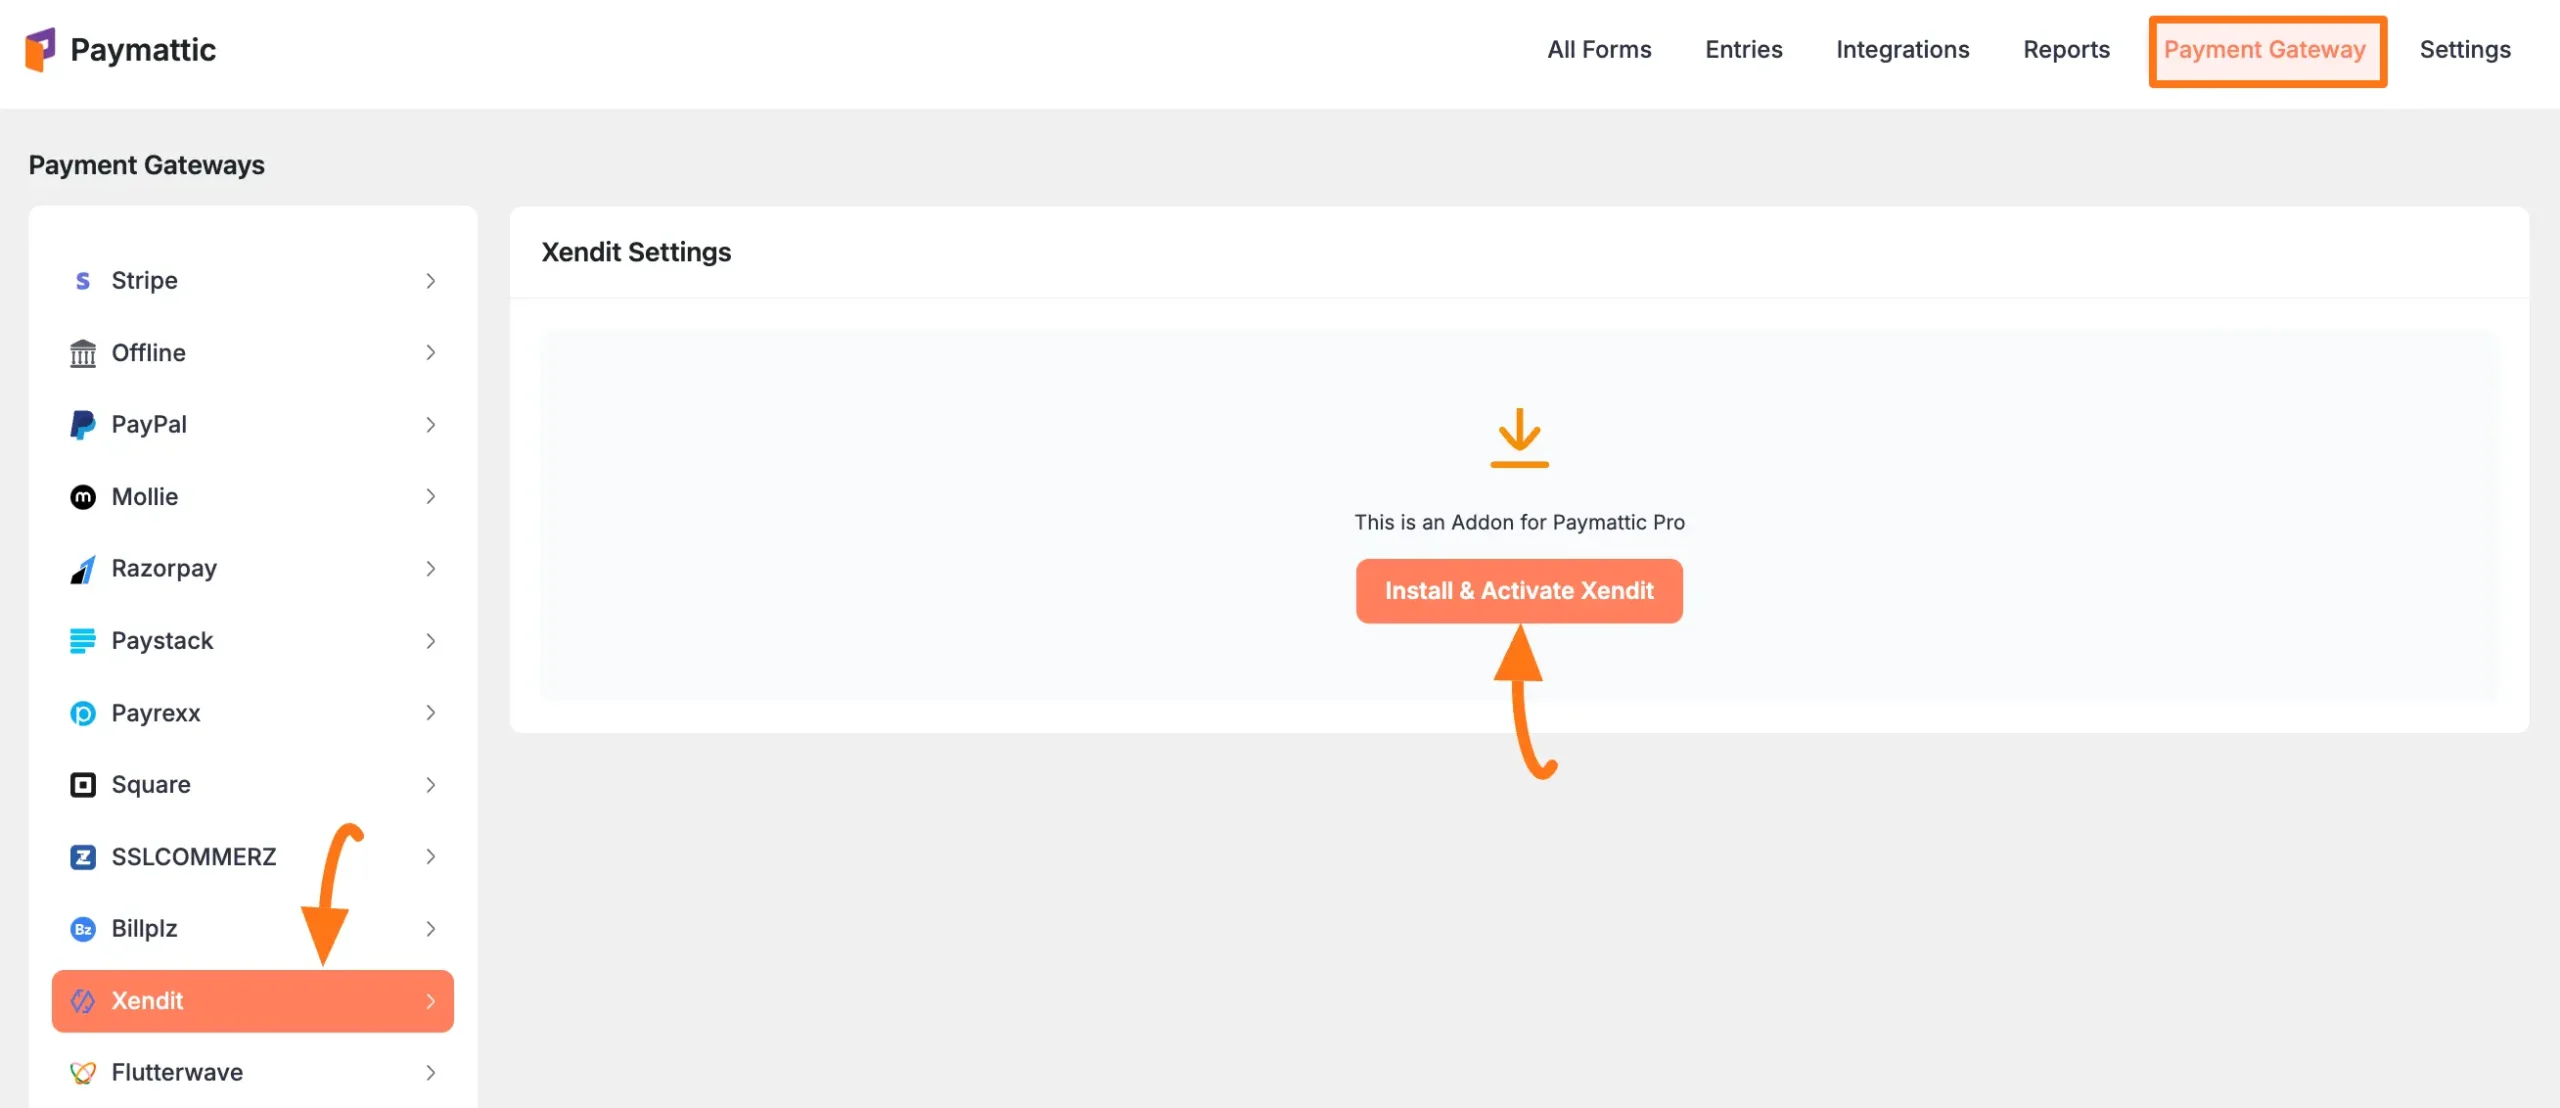 Paymattic
All Forms
Entries
Integrations
Reports
Payment Gateway
Settings
Payment Gateways
Stripe
Offline
PayPal
Mollie
Razorpay
Paystack
Payrexx
Square
SSLCOMMERZ
Billplz
Xendit
Flutterwave
Xendit Settings
This is an Addon for Paymattic Pro
Install & Activate Xendit